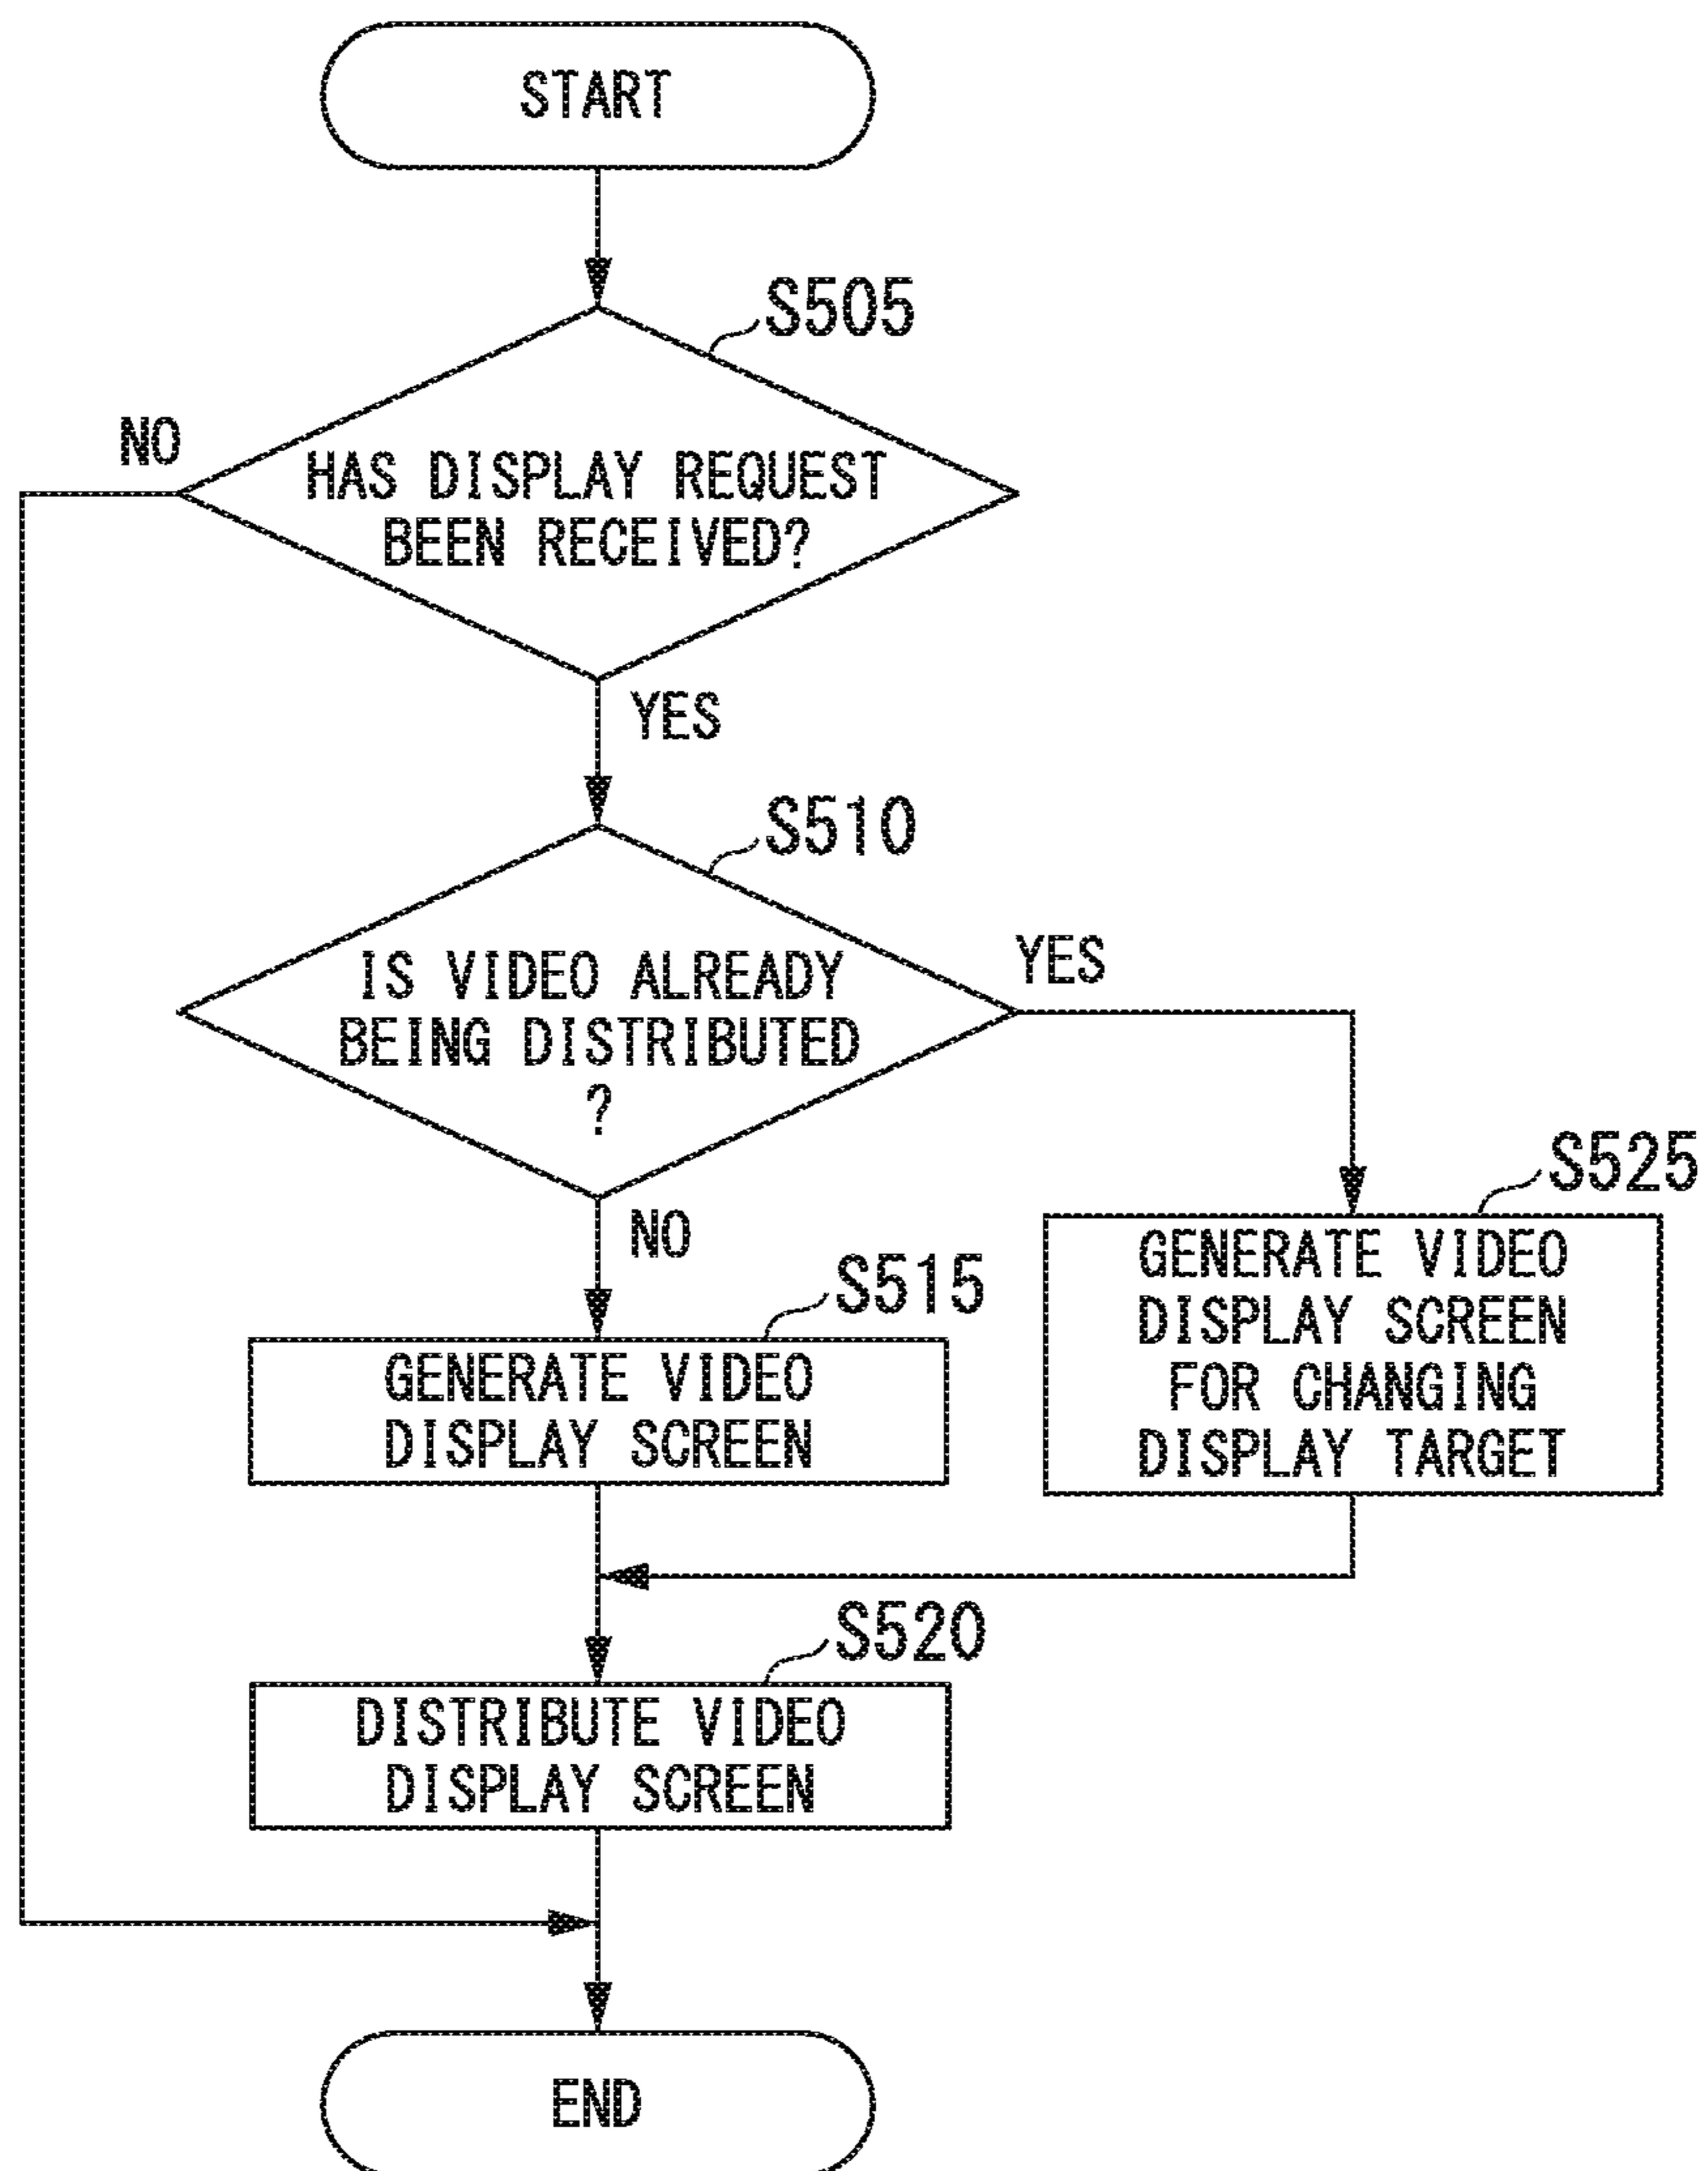 START
S505
NO
HAS DISPLAY REQUEST
BEEN RECEIVED?
YES
S510
IS VIDEO ALREADY
BEING DISTRIBUTED
?
YES
NO
S525
GENERATE VIDEO
DISPLAY SCREEN
FOR CHANGING
DISPLAY TARGET
S515
GENERATE VIDEO
DISPLAY SCREEN
S520
DISTRIBUTE VIDEO
DISPLAY SCREEN
END